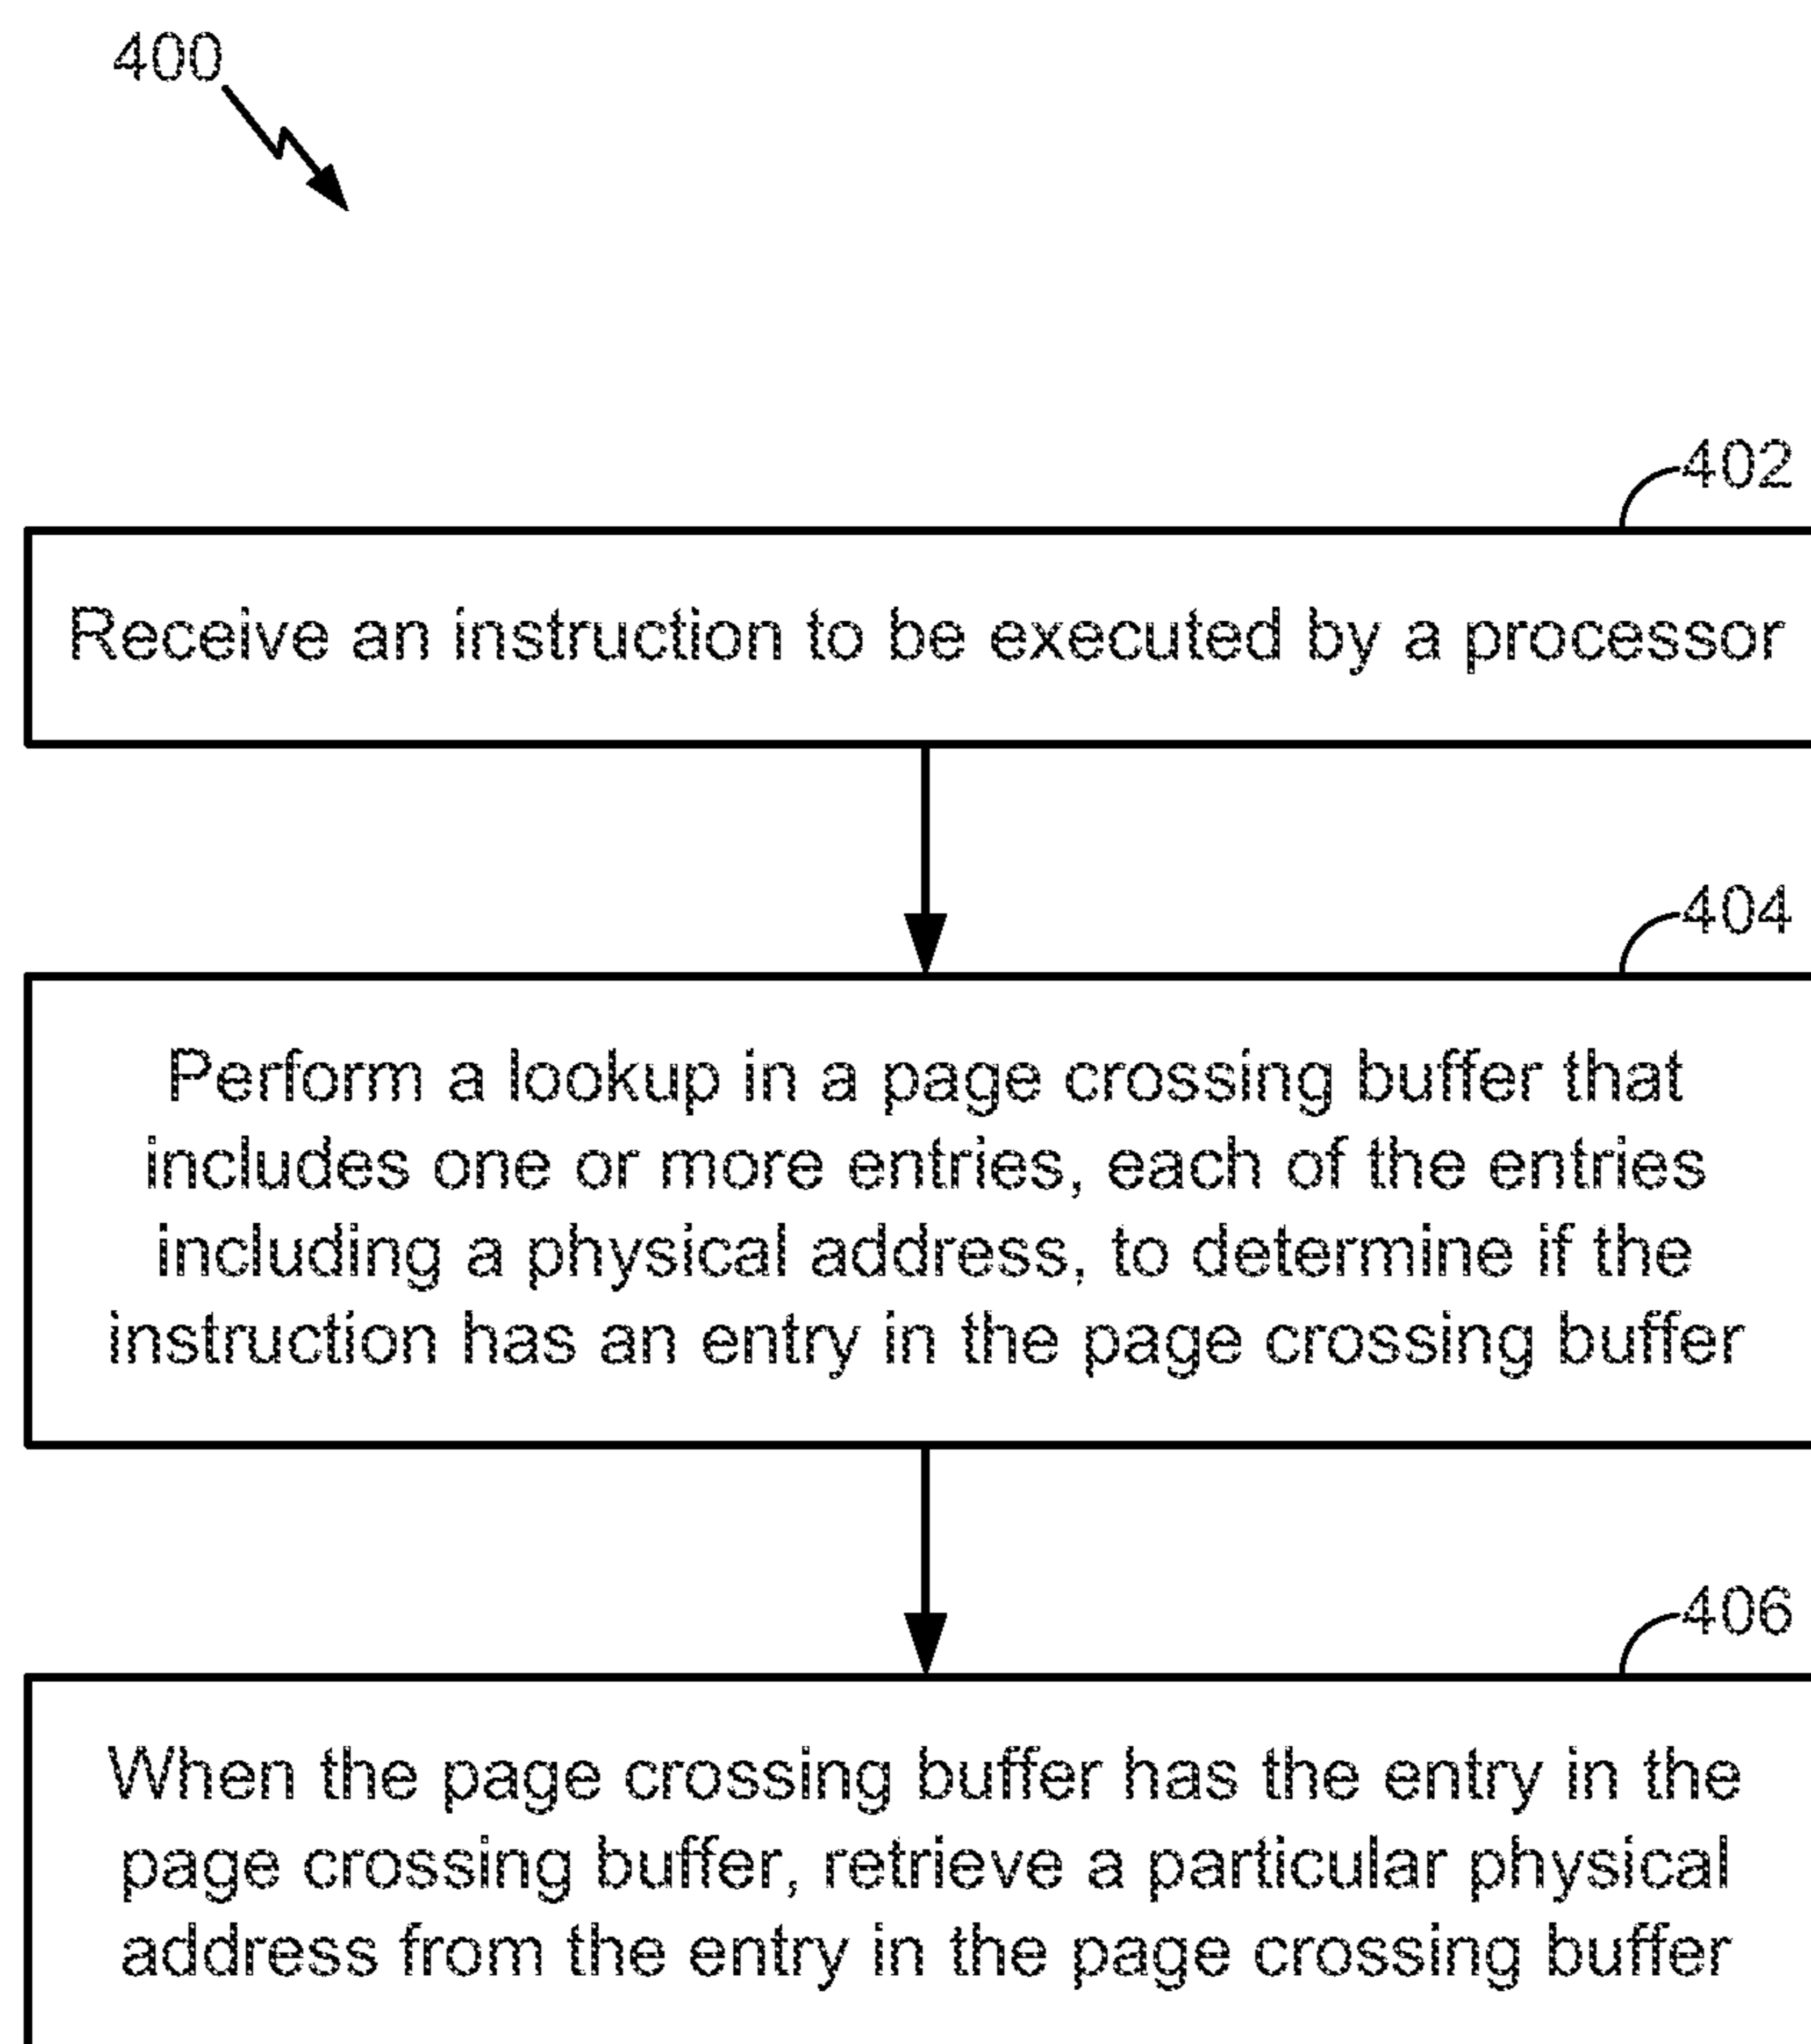 400
402
Receive an instruction to be executed by a processor
404
Perform a lookup in a page crossing buffer that
includes one or more entries, each of the entries
including a physical address, to determine if the
instruction has an entry in the page crossing buffer
406
When the page crossing buffer has the entry in the
page crossing buffer, retrieve a particular physical
address from the entry in the page crossing buffer